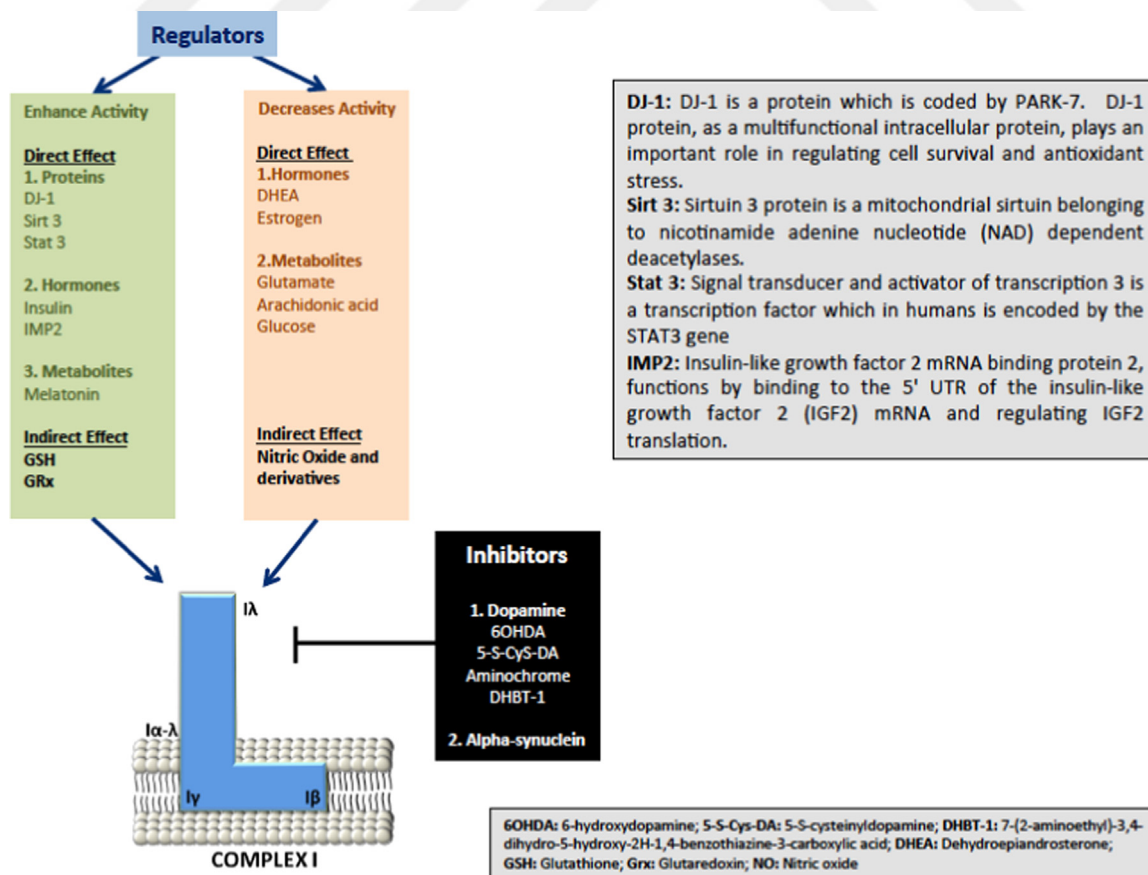 Regulators
Enhance Activity
Direct Effect
1. Proteins
DJ-1
Sirt 3
Stat 3
2. Hormones
Insulin
IMP2
3. Metabolites
Melatonin
Indirect Effect
GSH
GRx
Decreases Activity
Direct Effect
1.Hormones
DHEA
Estrogen
2.Metabolites
Glutamate
Arachidonic acid
Glucose
Indirect Effect
Nitric Oxide and
derivatives
DJ-1: DJ-1 is a protein which is coded by PARK-7. DJ-1
protein, as a multifunctional intracellular protein, plays an
important role in regulating cell survival and antioxidant
stress.
Sirt 3: Sirtuin 3 protein is a mitochondrial sirtuin belonging
to nicotinamide adenine nucleotide (NAD) dependent
deacetylases.
Stat 3: Signal transducer and activator of transcription 3 is
a transcription factor which in humans is encoded by the
STAT3 gene
IMP2: Insulin-like growth factor 2 mRNA binding protein 2,
functions by binding to the 5' UTR of the insulin-like
growth factor 2 (IGF2) mRNA and regulating IGF2
translation.
Inhibitors
1. Dopamine
6OHDA
5-S-CyS-DA
Aminochrome
DHBT-1
2. Alpha-synuclein
Iλ
Iα-λ
Iγ
Iβ
COMPLEX I
6OHDA: 6-hydroxydopamine; 5-S-Cys-DA: 5-S-cysteinyldopamine; DHBT-1: 7-(2-aminoethyl)-3,4-
dihydro-5-hydroxy-2H-1,4-benzothiazine-3-carboxylic acid; DHEA: Dehydroepiandrosterone;
GSH: Glutathione; Grx: Glutaredoxin; NO: Nitric oxide